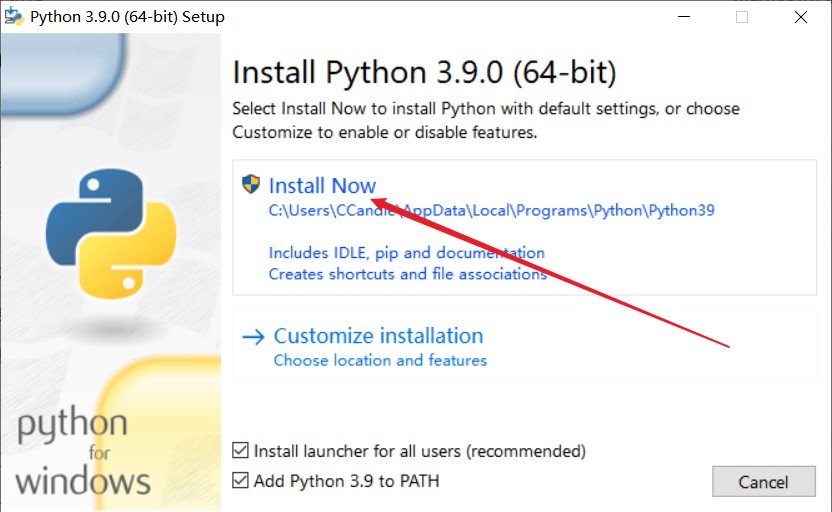 Python 3.9.0 (64-bit) Setup
Install Python 3.9.0 (64-bit)
Select Install Now to install Python with default settings, or choose
Customize to enable or disable features.
Install Now
C:\Users\CCandle\AppData\Local\Programs\Python\Python39
Includes IDLE, pip and documentation
Creates shortcuts and file associations
Customize installation
Choose location and features
python
for
windows
Install launcher for all users (recommended)
Add Python 3.9 to PATH
Cancel